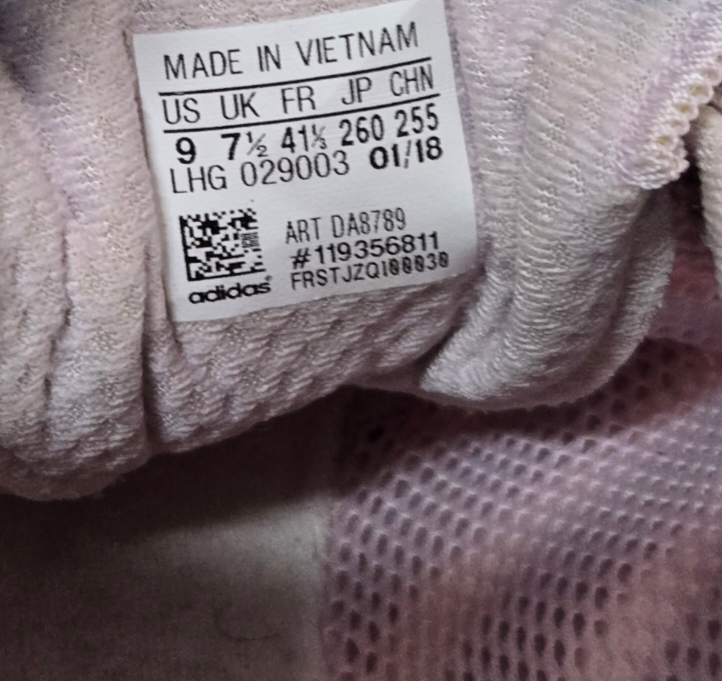 MADE IN VIETNAM
US UK FR JP CHN
9 7½ 41⅓ 260 255
LHG 029003 01/18
ART DA8789
#119356811
FRSTJZQ100030
adidas®